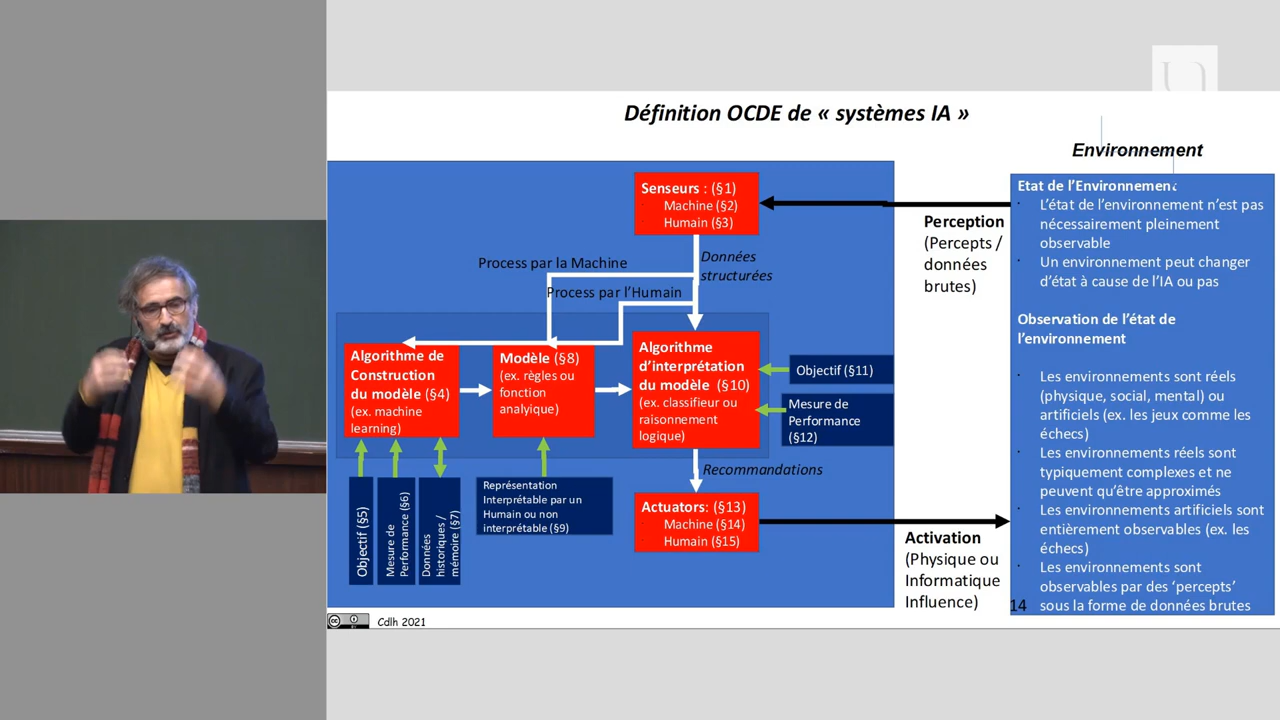 Définition OCDE de « systèmes IA »
Environnement
Senseurs : (§1)
Machine (§2)
Humain (§3)
Données
structurées
Process par la Machine
Process par l’Humain
Algorithme de
Construction
du modèle (§4)
(ex. machine
learning)
Modèle (§8)
(ex. règles ou
fonction
analyique)
Algorithme
d’interprétation
du modèle (§10)
(ex. classifieur ou
raisonnement
logique)
Objectif (§11)
Mesure de
Performance
(§12)
Objectif (§5)
Mesure de
Performance (§6)
Données
historiques /
mémoire (§7)
Représentation
Interprétable par un
Humain ou non
interprétable (§9)
Recommandations
Actuators: (§13)
Machine (§14)
Humain (§15)
Perception
(Percepts /
données
brutes)
Activation
(Physique ou
Informatique
Influence)
Etat de l’Environnement
L’état de l’environnement n’est pas
nécessairement pleinement
observable
Un environnement peut changer
d’état à cause de l’IA ou pas
Observation de l’état de
l’environnement
Les environnements sont réels
(physique, social, mental) ou
artificiels (ex. les jeux comme les
échecs)
Les environnements réels sont
typiquement complexes et ne
peuvent qu’être approximés
Les environnements artificiels sont
entièrement observables (ex. les
échecs)
Les environnements sont
observables par des ‘percepts’
sous la forme de données brutes
14
cc
Cdlh 2021